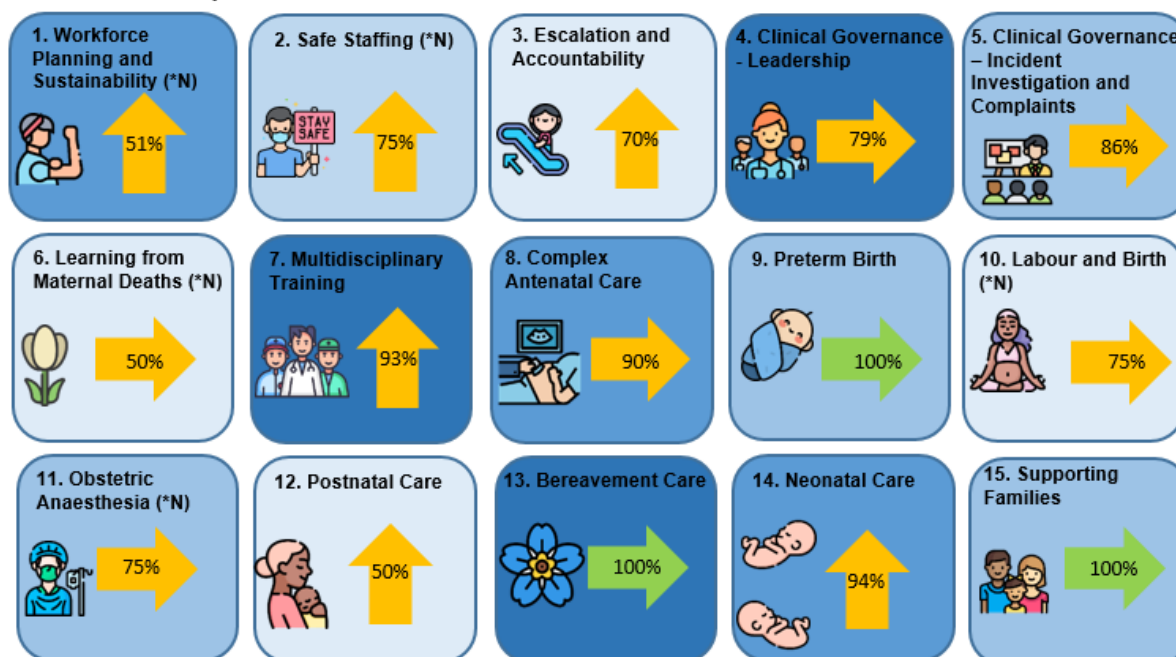 1. Workforce
Planning and
Sustainability (*N)
51%
2. Safe Staffing (*N)
STAY
SAFE
75%
3. Escalation and
Accountability
70%
4. Clinical Governance
- Leadership
79%
5. Clinical Governance
– Incident
Investigation and
Complaints
86%
6. Learning from
Maternal Deaths (*N)
50%
7. Multidisciplinary
Training
93%
8. Complex
Antenatal Care
90%
9. Preterm Birth
100%
10. Labour and Birth
(*N)
75%
11. Obstetric
Anaesthesia (*N)
75%
12. Postnatal Care
50%
13. Bereavement Care
100%
14. Neonatal Care
94%
15. Supporting
Families
100%